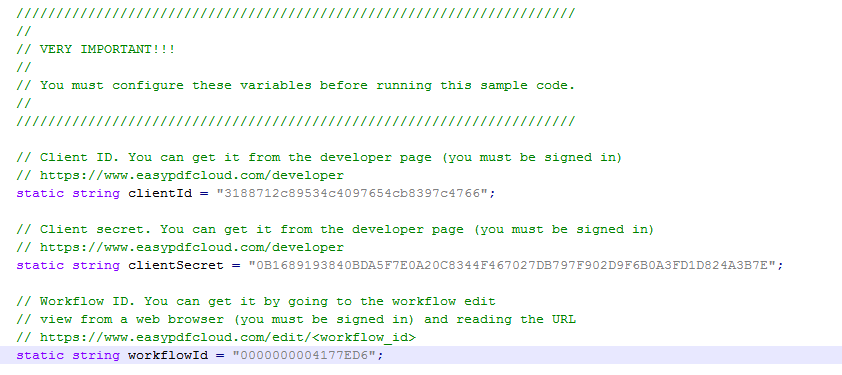 //////////////////////////////////////////////////////////////////////
//
// VERY IMPORTANT!!!
//
// You must configure these variables before running this sample code.
//
//////////////////////////////////////////////////////////////////////
// Client ID. You can get it from the developer page (you must be signed in)
// https://www.easypdfcloud.com/developer
static string clientId = "3188712c89534c4097654cb8397c4766";
// Client secret. You can get it from the developer page (you must be signed in)
// https://www.easypdfcloud.com/developer
static string clientSecret = "0B1689193840BDA5F7E0A20C8344F467027DB797F902D9F6B0A3FD1D824A3B7E";
// Workflow ID. You can get it by going to the workflow edit
// view from a web browser (you must be signed in) and reading the URL
// https://www.easypdfcloud.com/edit/<workflow_id>
static string workflowId = "0000000004177ED6";